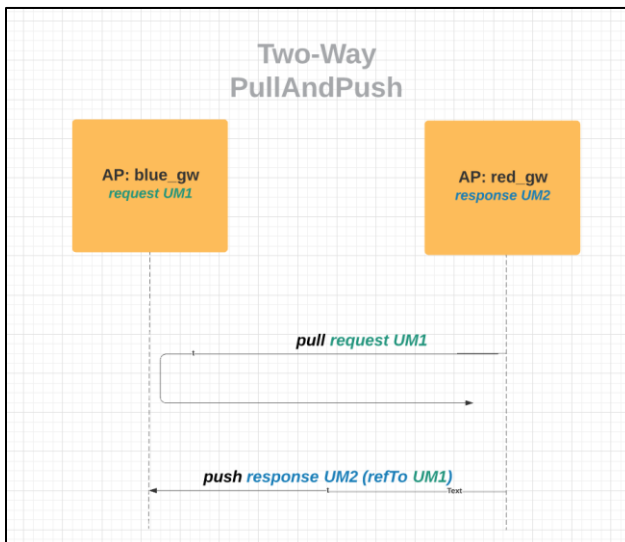 Two-Way
PullAndPush
AP: blue_gw
request UM1
AP: red_gw
response UM2
pull request UM1
t
push response UM2 (refTo UM1)
t
Text